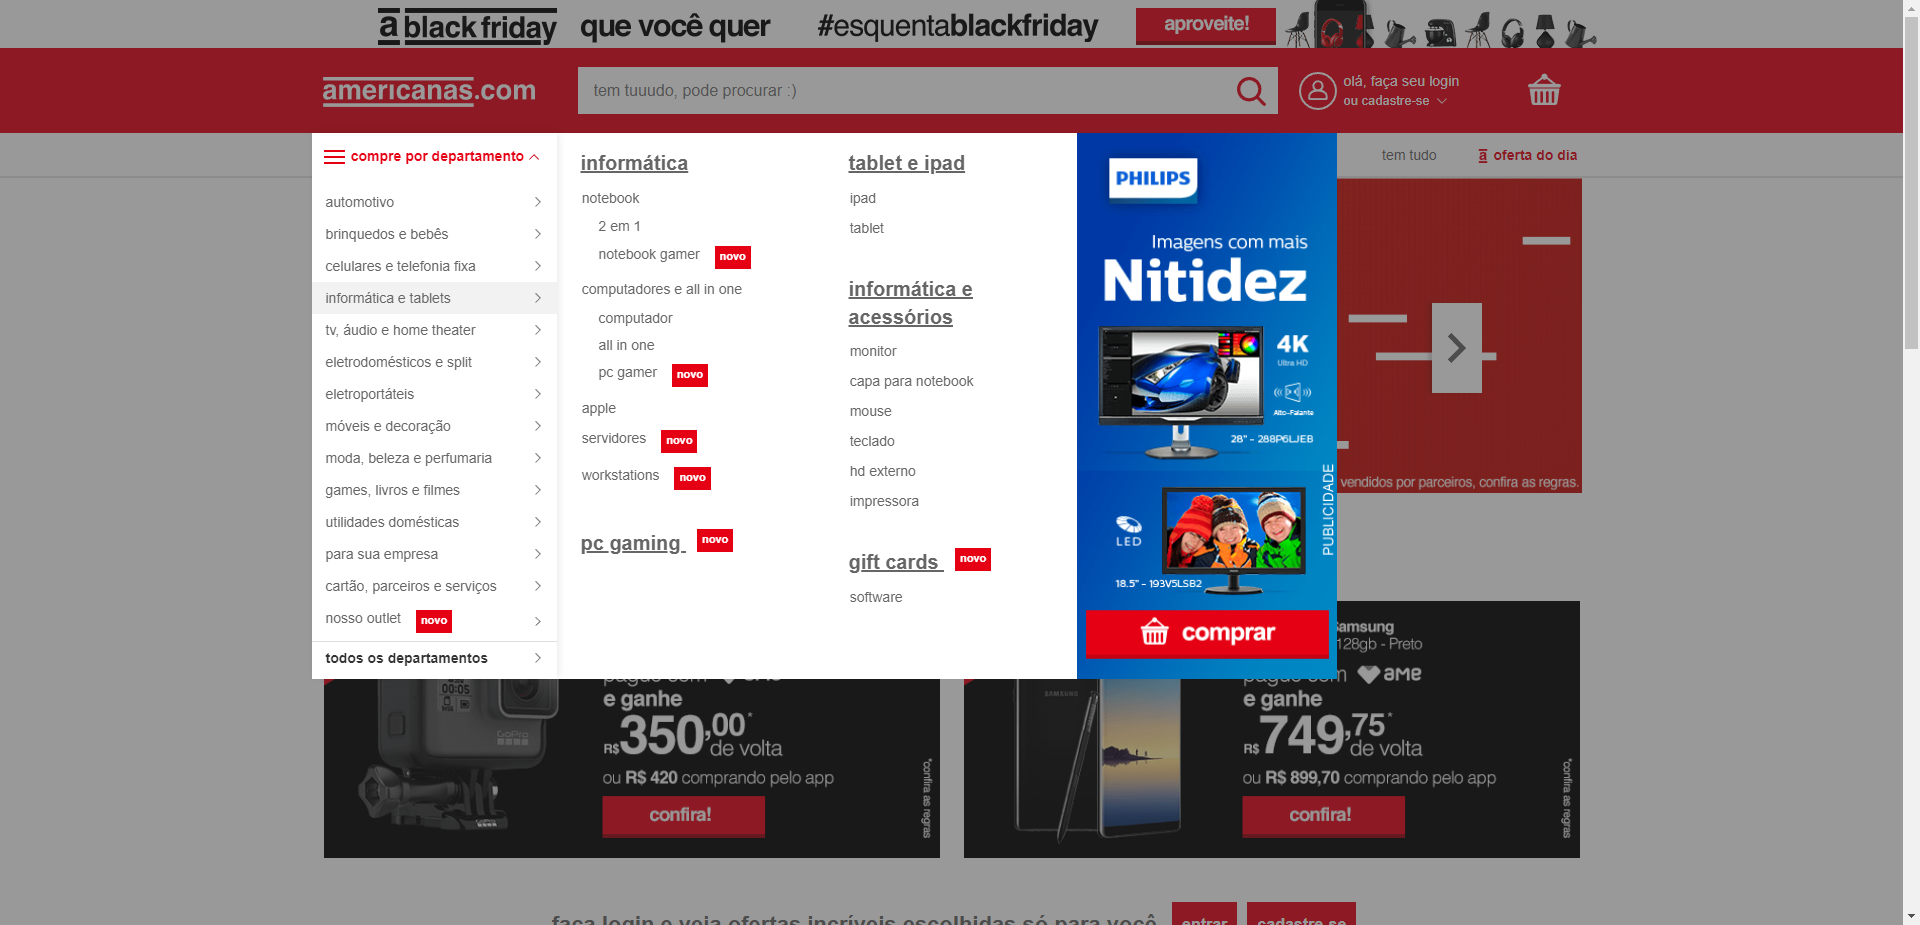 a black friday que você quer #esquentablackfriday aproveite!
americanas.com
tem tuuudo, pode procurar :)
olá, faça seu login
ou cadastre-se
compre por departamento
tem tudo
a oferta do dia
automotivo
brinquedos e bebês
celulares e telefonia fixa
informática e tablets
tv, áudio e home theater
eletrodomésticos e split
eletroportáteis
móveis e decoração
moda, beleza e perfumaria
games, livros e filmes
utilidades domésticas
para sua empresa
cartão, parceiros e serviços
nosso outlet novo
todos os departamentos
informática
notebook
2 em 1
notebook gamer novo
computadores e all in one
computador
all in one
pc gamer novo
apple
servidores novo
workstations novo
pc gaming novo
tablet e ipad
ipad
tablet
informática e
acessórios
monitor
capa para notebook
mouse
teclado
hd externo
impressora
gift cards novo
software
PHILIPS
Imagens com mais
Nitidez
4K
Ultra HD
Alto-Falante
28" - 288P6LJEB
LED
18.5" - 193V5LSB2
comprar
PUBLICIDADE
vendidos por parceiros, confira as regras.
00:05
GoPro
e ganhe
R$350,00*
de volta
ou R$ 420 comprando pelo app
confira!
*confira as regras
Samsung
128gb - Preto
pague com ame
e ganhe
R$749,75*
de volta
ou R$ 899,70 comprando pelo app
confira!
*confira as regras
SAMSUNG
faça login e veja ofertas incríveis escolhidas só para você
entrar
cadastre-se